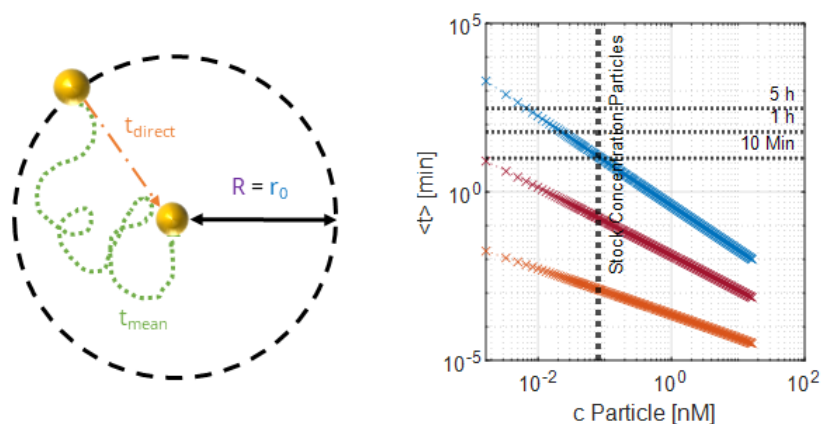 t_direct
R = r_0
t_mean
10^5
10^0
10^-5
<t> [min]
5 h
1 h
10 Min
Stock Concentration Particles
10^-2
10^0
10^2
c Particle [nM]